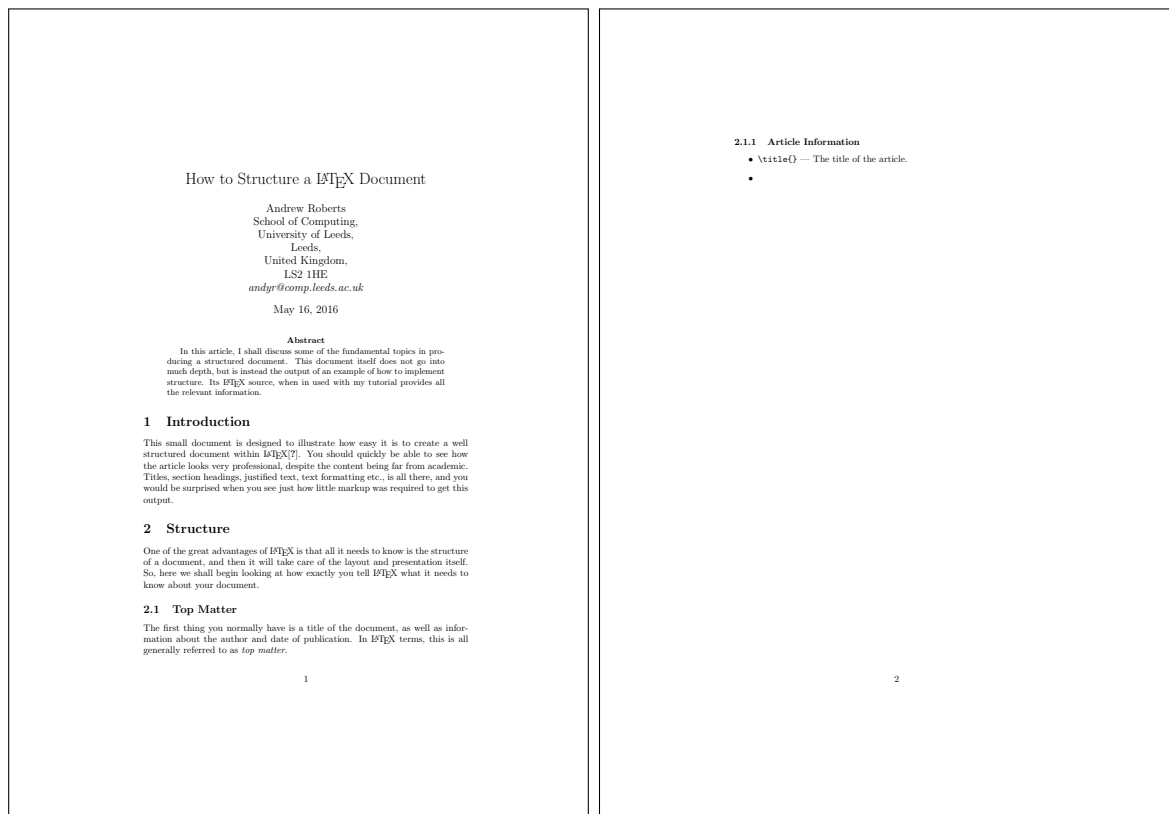 How to Structure a LATEX Document
Andrew Roberts
School of Computing,
University of Leeds,
Leeds,
United Kingdom,
LS2 1HE
andyr@comp.leeds.ac.uk
May 16, 2016
Abstract
In this article, I shall discuss some of the fundamental topics in pro-
ducing a structured document. This document itself does not go into
much depth, but is instead the output of an example of how to implement
structure. Its LATEX source, when in used with my tutorial provides all
the relevant information.
1 Introduction
This small document is designed to illustrate how easy it is to create a well
structured document within LATEX[?]. You should quickly be able to see how
the article looks very professional, despite the content being far from academic.
Titles, section headings, justified text, text formatting etc., is all there, and you
would be surprised when you see just how little markup was required to get this
output.
2 Structure
One of the great advantages of LATEX is that all it needs to know is the structure
of a document, and then it will take care of the layout and presentation itself.
So, here we shall begin looking at how exactly you tell LATEX what it needs to
know about your document.
2.1 Top Matter
The first thing you normally have is a title of the document, as well as infor-
mation about the author and date of publication. In LATEX terms, this is all
generally referred to as top matter.
1
2.1.1 Article Information
• \title{} — The title of the article.
•
2